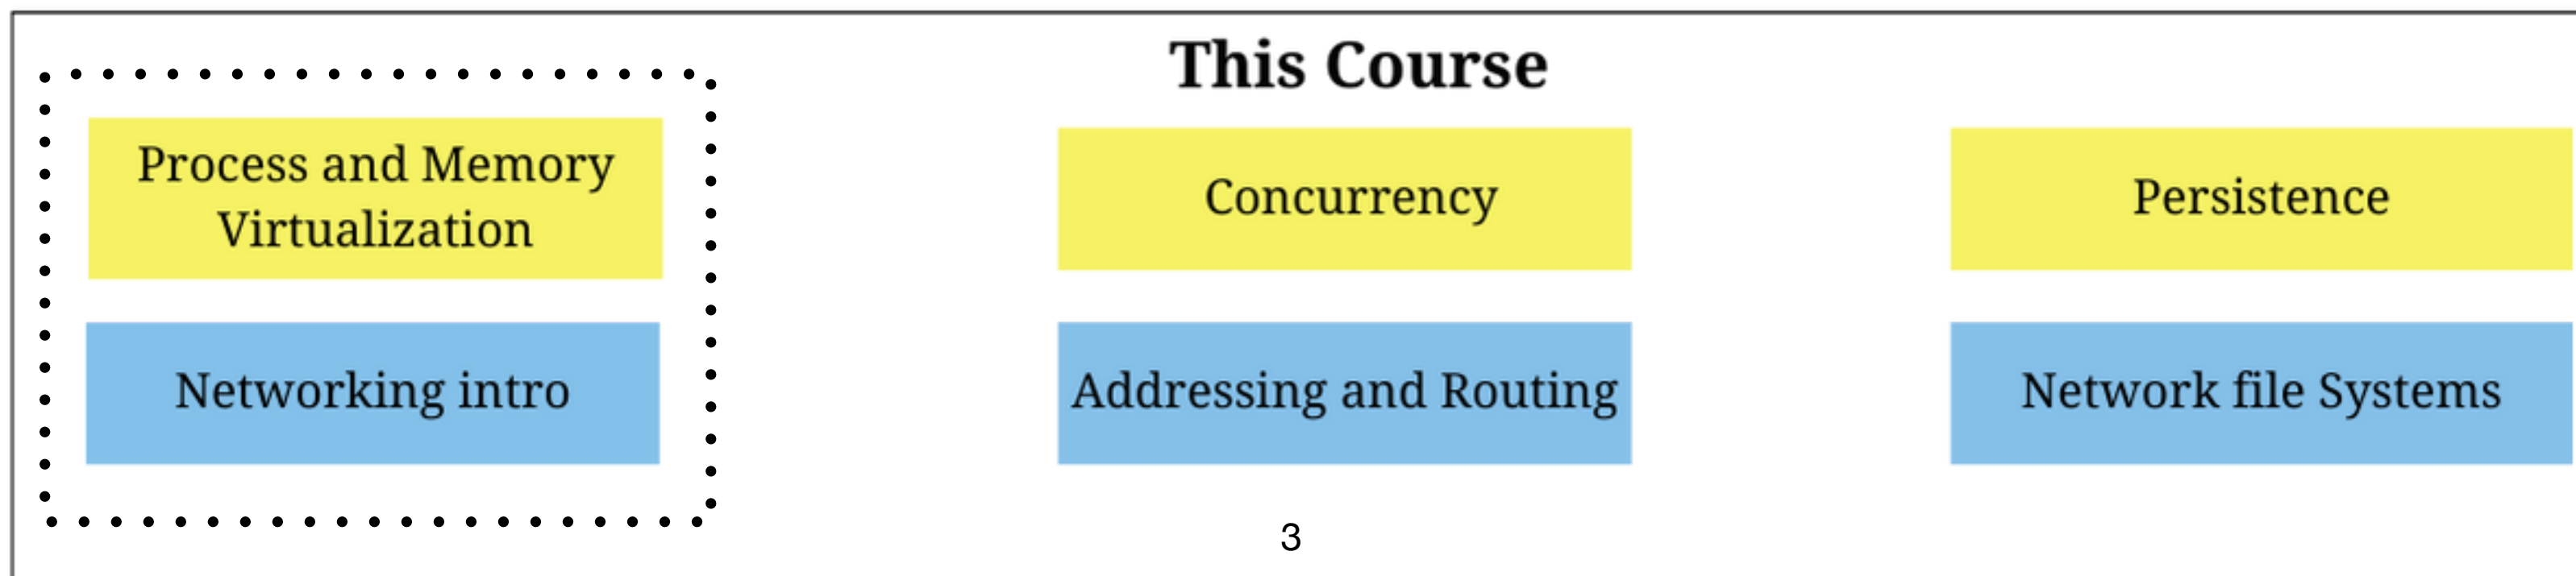 This Course
Process and Memory
Virtualization
Concurrency
Persistence
Networking intro
Addressing and Routing
Network file Systems
3